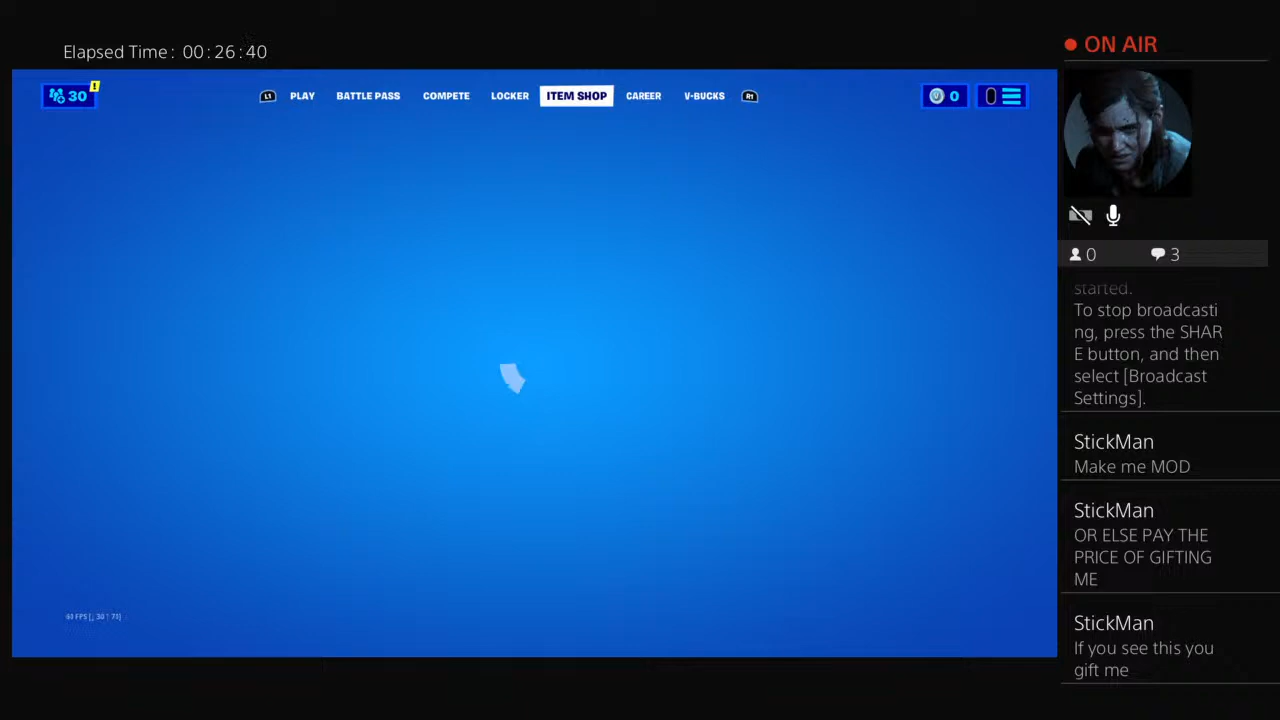 Elapsed Time: 00:26:40
ON AIR
30 !
L1 PLAY BATTLE PASS COMPETE LOCKER ITEM SHOP CAREER V-BUCKS R1
V 0
0 3
started.
To stop broadcasti
ng, press the SHAR
E button, and then
select [Broadcast
Settings].
StickMan
Make me MOD
StickMan
OR ELSE PAY THE
PRICE OF GIFTING
ME
StickMan
If you see this you
gift me